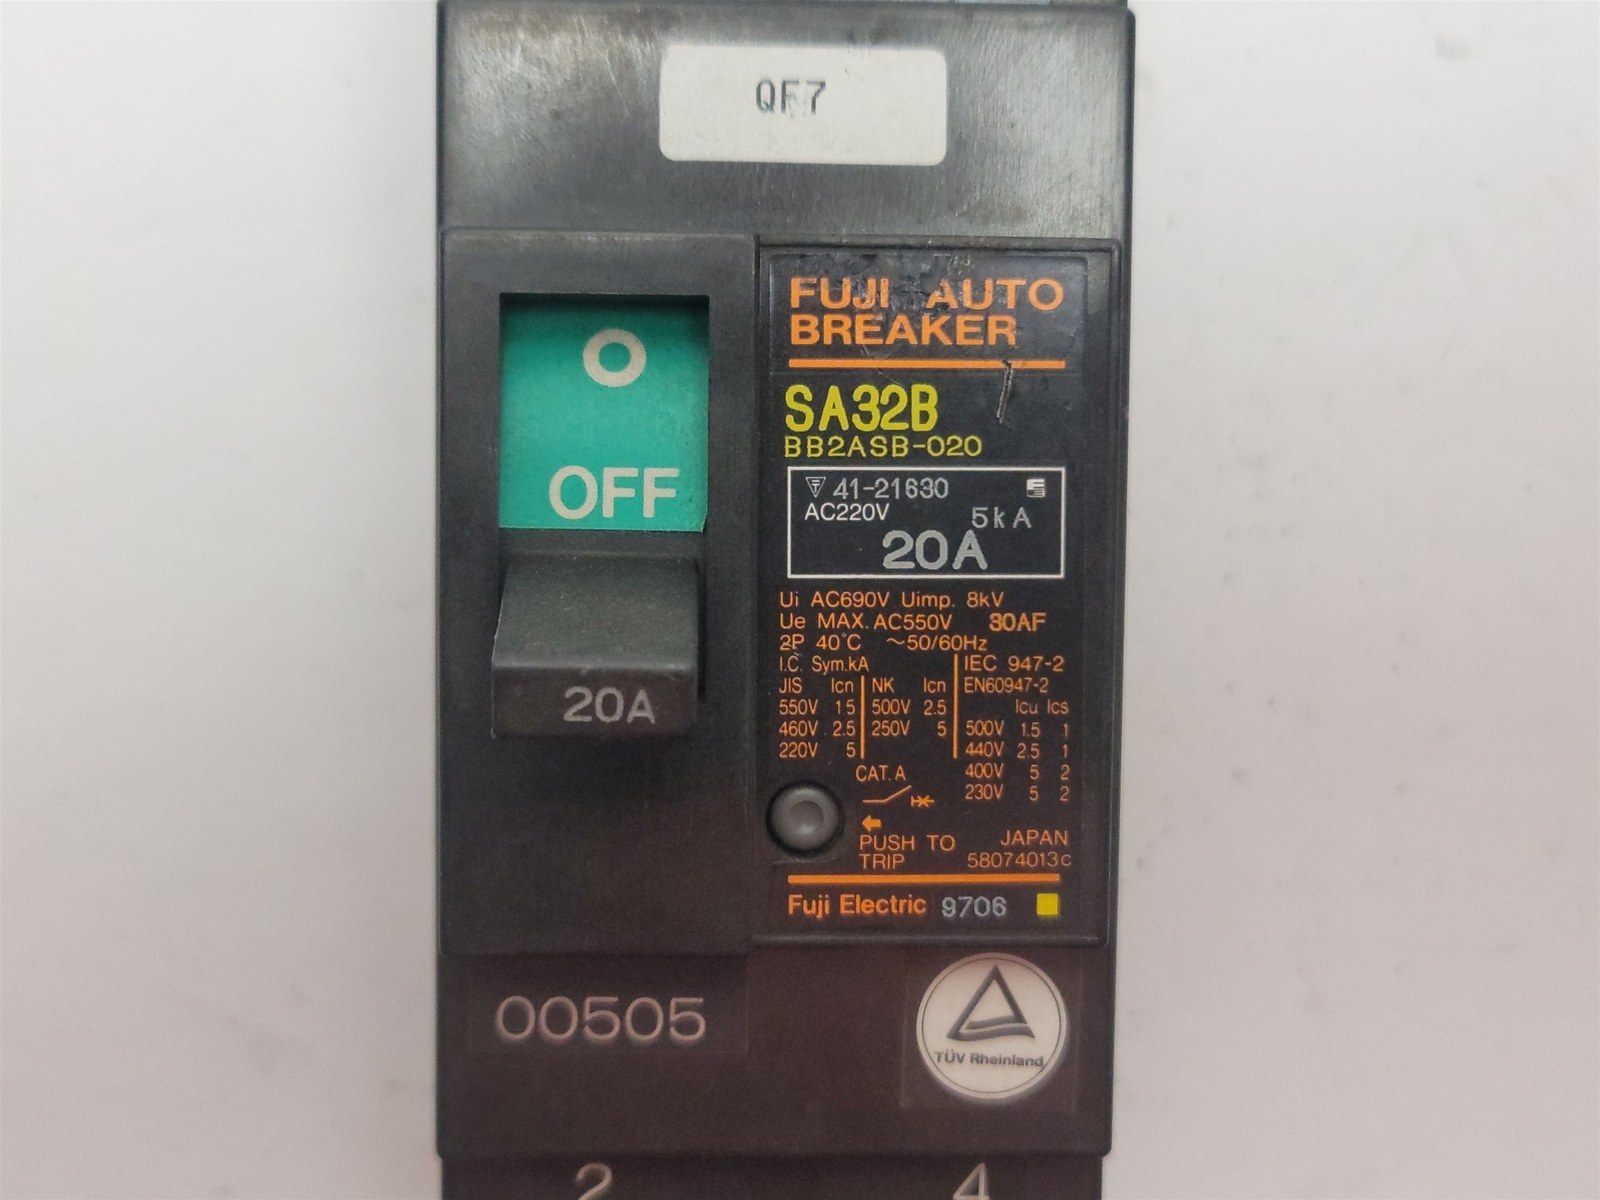 QF7
O
OFF
20A
FUJI AUTO
BREAKER
SA32B
BB2ASB-020
41-21630
AC220V 5kA
20A
Ui AC690V Uimp. 8kV
Ue MAX. AC550V 30AF
2P 40°C ~50/60Hz
I.C. Sym.kA IEC 947-2
JIS Icn NK Icn EN60947-2
550V 1.5 500V 2.5 Icu Ics
460V 2.5 250V 5 500V 1.5 1
220V 5 440V 2.5 1
CAT. A 400V 5 2
230V 5 2
PUSH TO JAPAN
TRIP 58074013c
Fuji Electric 9706
00505
TÜV Rheinland
2 4